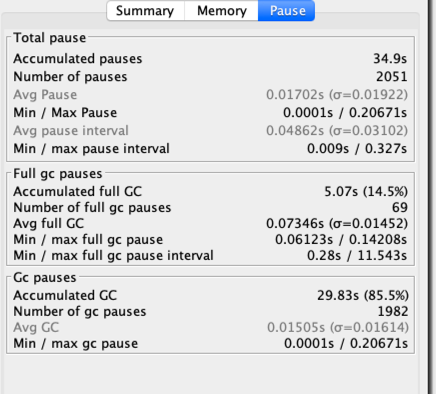 Summary Memory Pause
Total pause
Accumulated pauses 34.9s
Number of pauses 2051
Avg Pause 0.01702s (σ=0.01922)
Min / Max Pause 0.0001s / 0.20671s
Avg pause interval 0.04862s (σ=0.03102)
Min / max pause interval 0.009s / 0.327s
Full gc pauses
Accumulated full GC 5.07s (14.5%)
Number of full gc pauses 69
Avg full GC 0.07346s (σ=0.01452)
Min / max full gc pause 0.06123s / 0.14208s
Min / max full gc pause interval 0.28s / 11.543s
Gc pauses
Accumulated GC 29.83s (85.5%)
Number of gc pauses 1982
Avg GC 0.01505s (σ=0.01614)
Min / max gc pause 0.0001s / 0.20671s